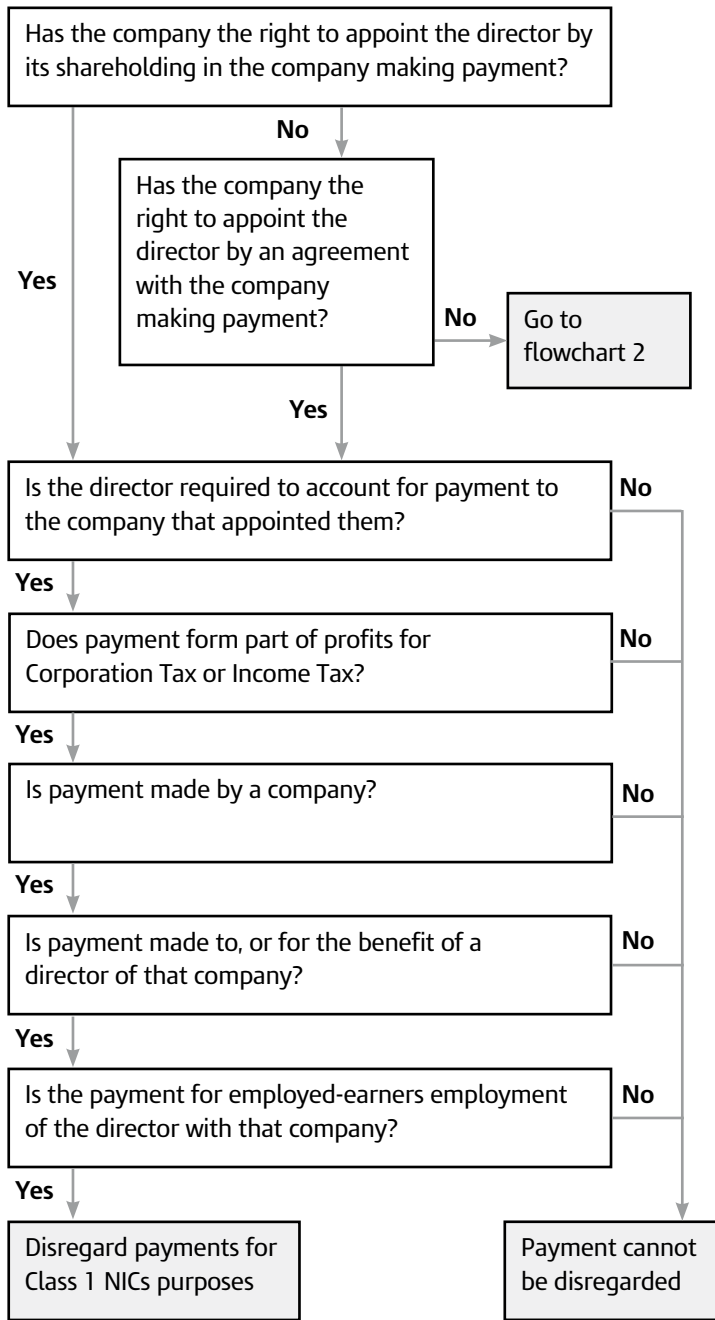 Has the company the right to appoint the director by
its shareholding in the company making payment?
No
Has the company the
right to appoint the
director by an agreement
with the company
making payment?
Yes
No
Go to
flowchart 2
Yes
Is the director required to account for payment to
the company that appointed them?
No
Yes
Does payment form part of profits for
Corporation Tax or Income Tax?
No
Yes
Is payment made by a company?
No
Yes
Is payment made to, or for the benefit of a
director of that company?
No
Yes
Is the payment for employed-earners employment
of the director with that company?
No
Yes
Disregard payments for
Class 1 NICs purposes
Payment cannot
be disregarded